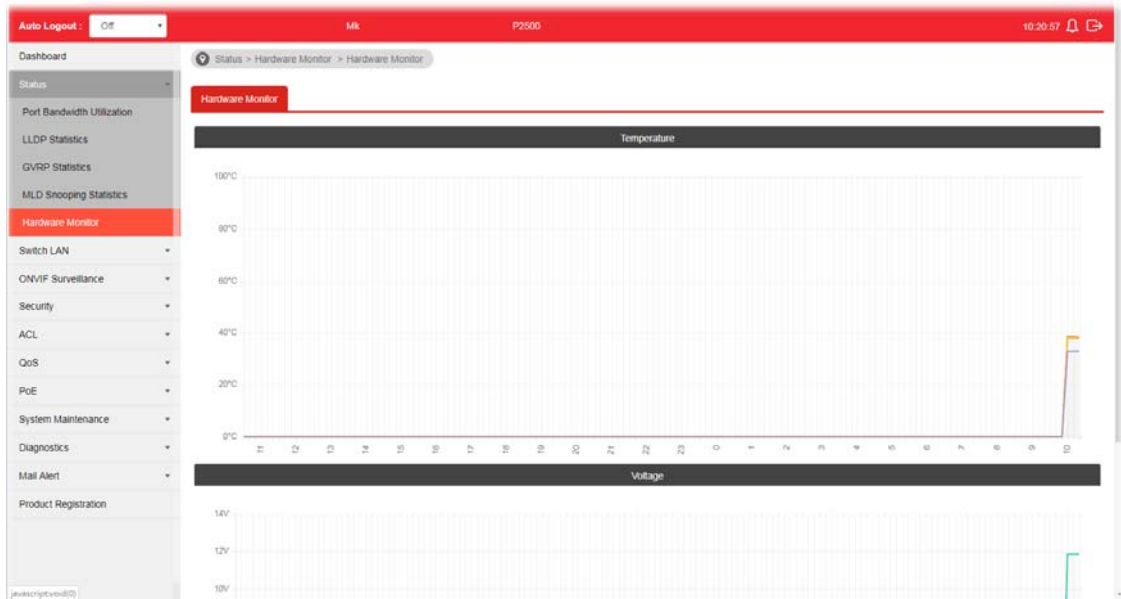 Auto Logout : Off Mk P2500 10:20:57
Dashboard
Status > Hardware Monitor > Hardware Monitor
Status
Hardware Monitor
Port Bandwidth Utilization
LLDP Statistics
GVRP Statistics
MLD Snooping Statistics
Hardware Monitor
Switch LAN
ONVIF Surveillance
Security
ACL
QoS
PoE
System Maintenance
Diagnostics
Mail Alert
Product Registration
javascript:void(0)
Temperature
100°C
80°C
60°C
40°C
20°C
0°C
11 12 13 14 15 16 17 18 19 20 21 22 23 0 1 2 3 4 5 6 7 8 9 10
Voltage
14V
12V
10V